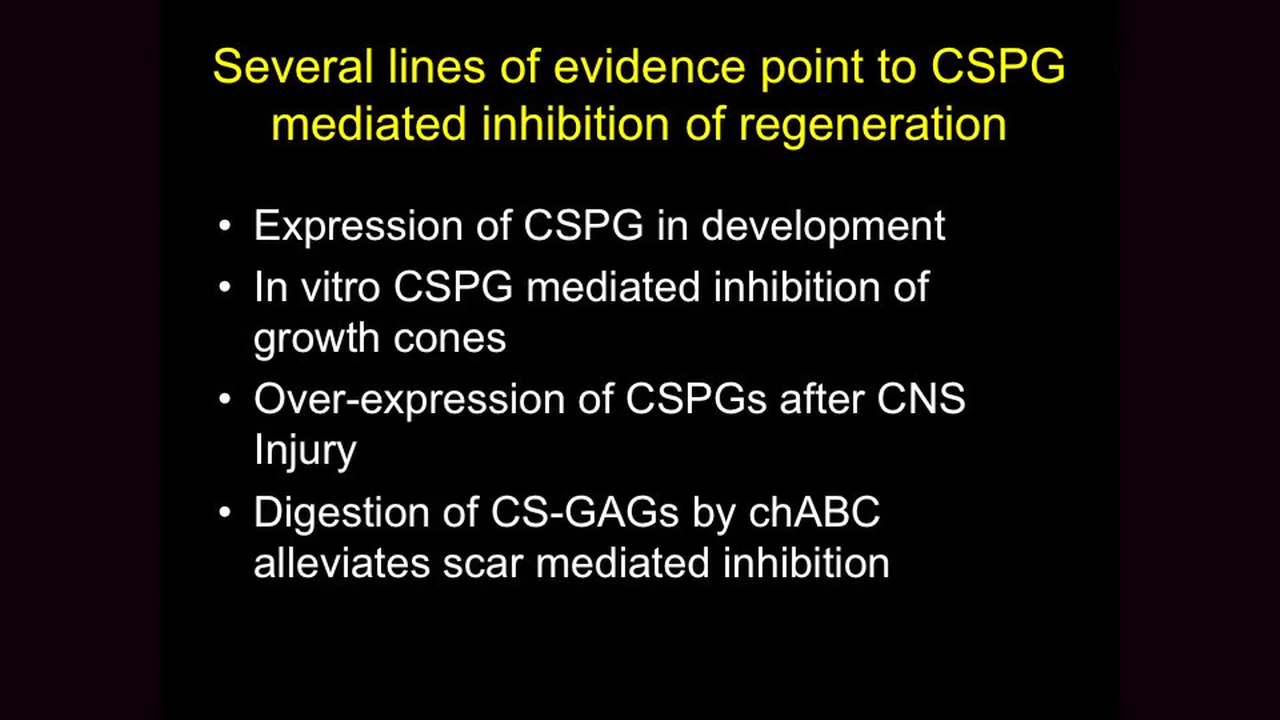 Several lines of evidence point to CSPG
mediated inhibition of regeneration
• Expression of CSPG in development
• In vitro CSPG mediated inhibition of
growth cones
• Over-expression of CSPGs after CNS
Injury
• Digestion of CS-GAGs by chABC
alleviates scar mediated inhibition